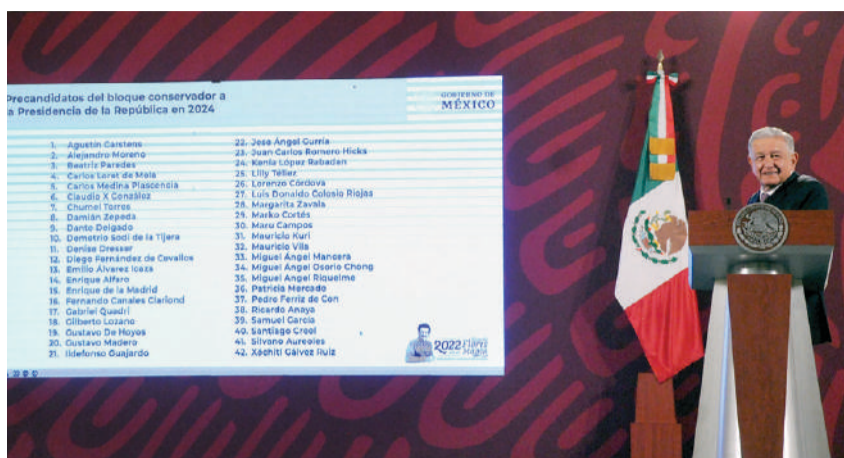 Precandidatos del bloque conservador a
a Presidencia de la República en 2024
GOBIERNO DE
MÉXICO
1. Agustín Carstens
2. Alejandro Moreno
3. Beatriz Paredes
4. Carlos Loret de Mola
5. Carlos Medina Plascencia
6. Claudio X González
7. Chumel Torres
8. Damián Zepeda
9. Dante Delgado
10. Demetrio Sodi de la Tijera
11. Denise Dresser
12. Diego Fernández de Cevallos
13. Emilio Álvarez Icaza
14. Enrique Alfaro
15. Enrique de la Madrid
16. Fernando Canales Clariond
17. Gabriel Quadri
18. Gilberto Lozano
19. Gustavo De Hoyos
20. Gustavo Madero
21. Ildefonso Guajardo
22. Jose Ángel Gurría
23. Juan Carlos Romero Hicks
24. Kenia López Rabadan
25. Lilly Téllez
26. Lorenzo Córdova
27. Luis Donaldo Colosio Riojas
28. Margarita Zavala
29. Marko Cortés
30. Maru Campos
31. Mauricio Kuri
32. Mauricio Vila
33. Miguel Ángel Mancera
34. Miguel Angel Osorio Chong
35. Miguel Angel Riquelme
36. Patricia Mercado
37. Pedro Ferriz de Con
38. Ricardo Anaya
39. Samuel García
40. Santiago Creel
41. Silvano Aureoles
42. Xóchitl Gálvez Ruiz
2022 Flores
Magón